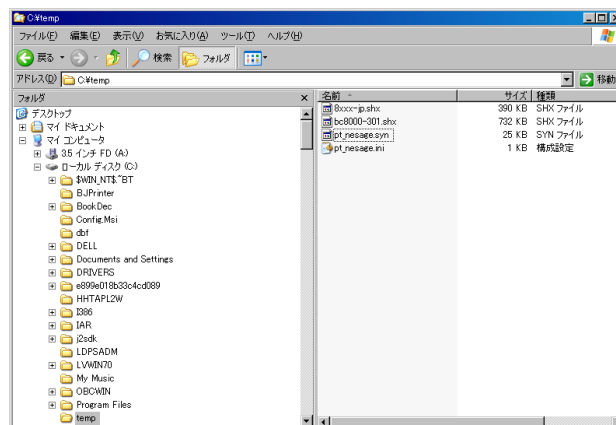 C:¥temp
ファイル(F) 編集(E) 表示(V) お気に入り(A) ツール(T) ヘルプ(H)
戻る 検索 フォルダ
アドレス(D) C:¥temp 移動
フォルダ
デスクトップ
マイ ドキュメント
マイ コンピュータ
3.5 インチ FD (A:)
ローカル ディスク (C:)
$WIN_NT$.~BT
BJPrinter
BookDec
Config.Msi
dbf
DELL
Documents and Settings
DRIVERS
e899e018b33c4cd089
HHTAPL2W
I386
IAR
j2sdk
LDPSADM
LVWIN70
My Music
OBCWIN
Program Files
temp
名前 サイズ 種類
8xxx-jp.shx 390 KB SHX ファイル
bc8000-301.shx 732 KB SHX ファイル
pt_nesage.syn 25 KB SYN ファイル
pt_nesage.ini 1 KB 構成設定